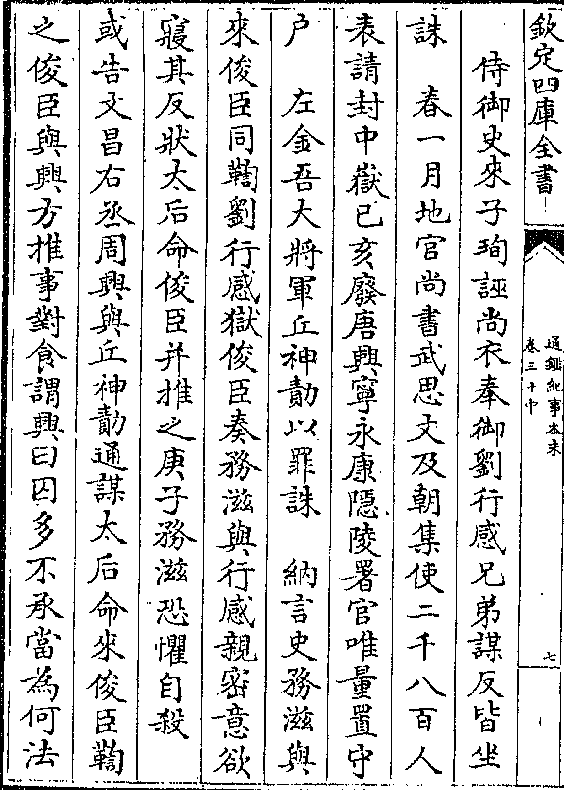 欽定四庫全書
通鑑紀事本末
卷三十中
七
侍御史來子珣誣尚衣奉御劉行感兄弟謀反皆坐
誅　春一月地官尚書武思文及朝集使二千八百人
表請封中嶽已亥廢唐興寧永康隱陵署官唯量置守
户　左金吾大將軍丘神勣以罪誅　納言史務滋與
來俊臣同鞫劉行感獄俊臣奏務滋與行感親密意欲
寢其反狀太后命俊臣并推之庚子務滋恐懼自殺
或告文昌右丞周興與丘神勣通謀太后命來俊臣鞫
之俊臣與興方推事對食謂興曰囚多不承當為何法